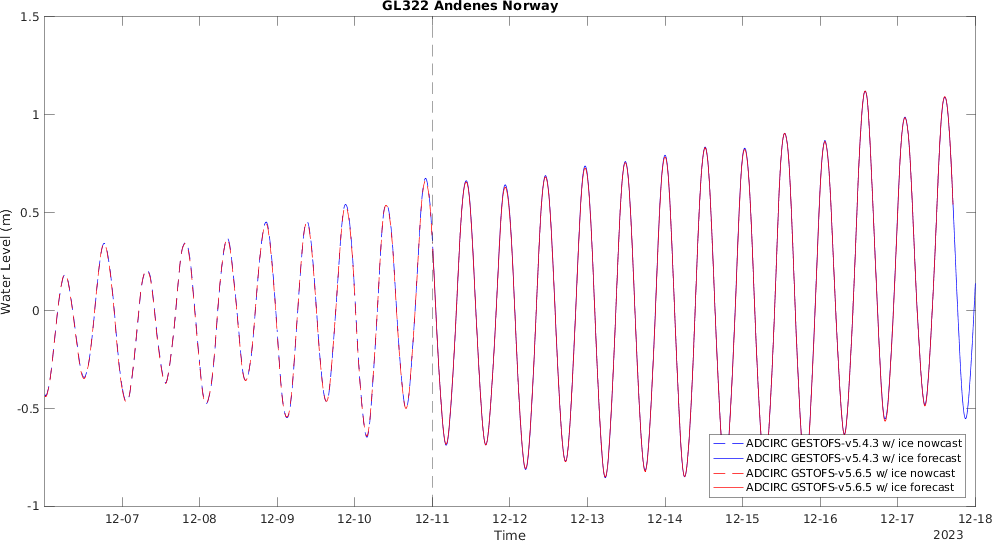 GL322 Andenes Norway
1.5
1
0.5
0
-0.5
-1
Water Level (m)
12-07 12-08 12-09 12-10 12-11 12-12 12-13 12-14 12-15 12-16 12-17 12-18
Time
2023
ADCIRC GESTOFS-v5.4.3 w/ ice nowcast
ADCIRC GESTOFS-v5.4.3 w/ ice forecast
ADCIRC GSTOFS-v5.6.5 w/ ice nowcast
ADCIRC GSTOFS-v5.6.5 w/ ice forecast